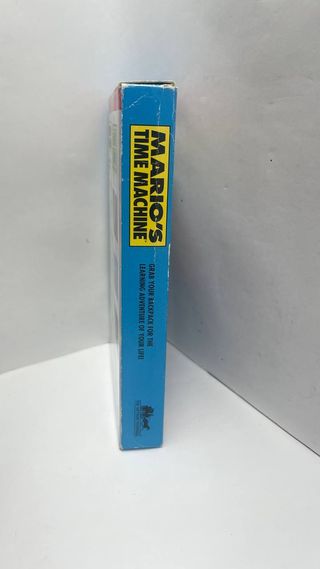 MARIO'S
TIME MACHINE
GRAB YOUR BACKPACK FOR THE
LEARNING ADVENTURE OF YOUR LIFE!